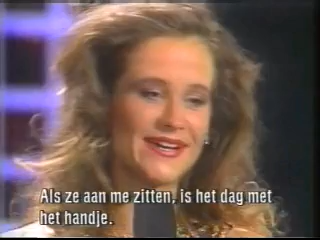 Als ze aan me zitten, is het dag met
het handje.